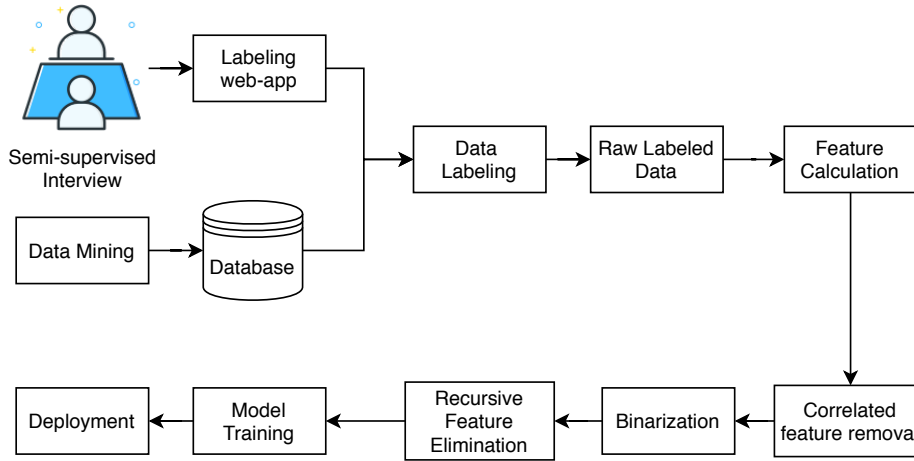 Labeling
web-app
Semi-supervised
Interview
Data Mining
Database
Data
Labeling
Raw Labeled
Data
Feature
Calculation
Deployment
Model
Training
Recursive
Feature
Elimination
Binarization
Correlated
feature removal